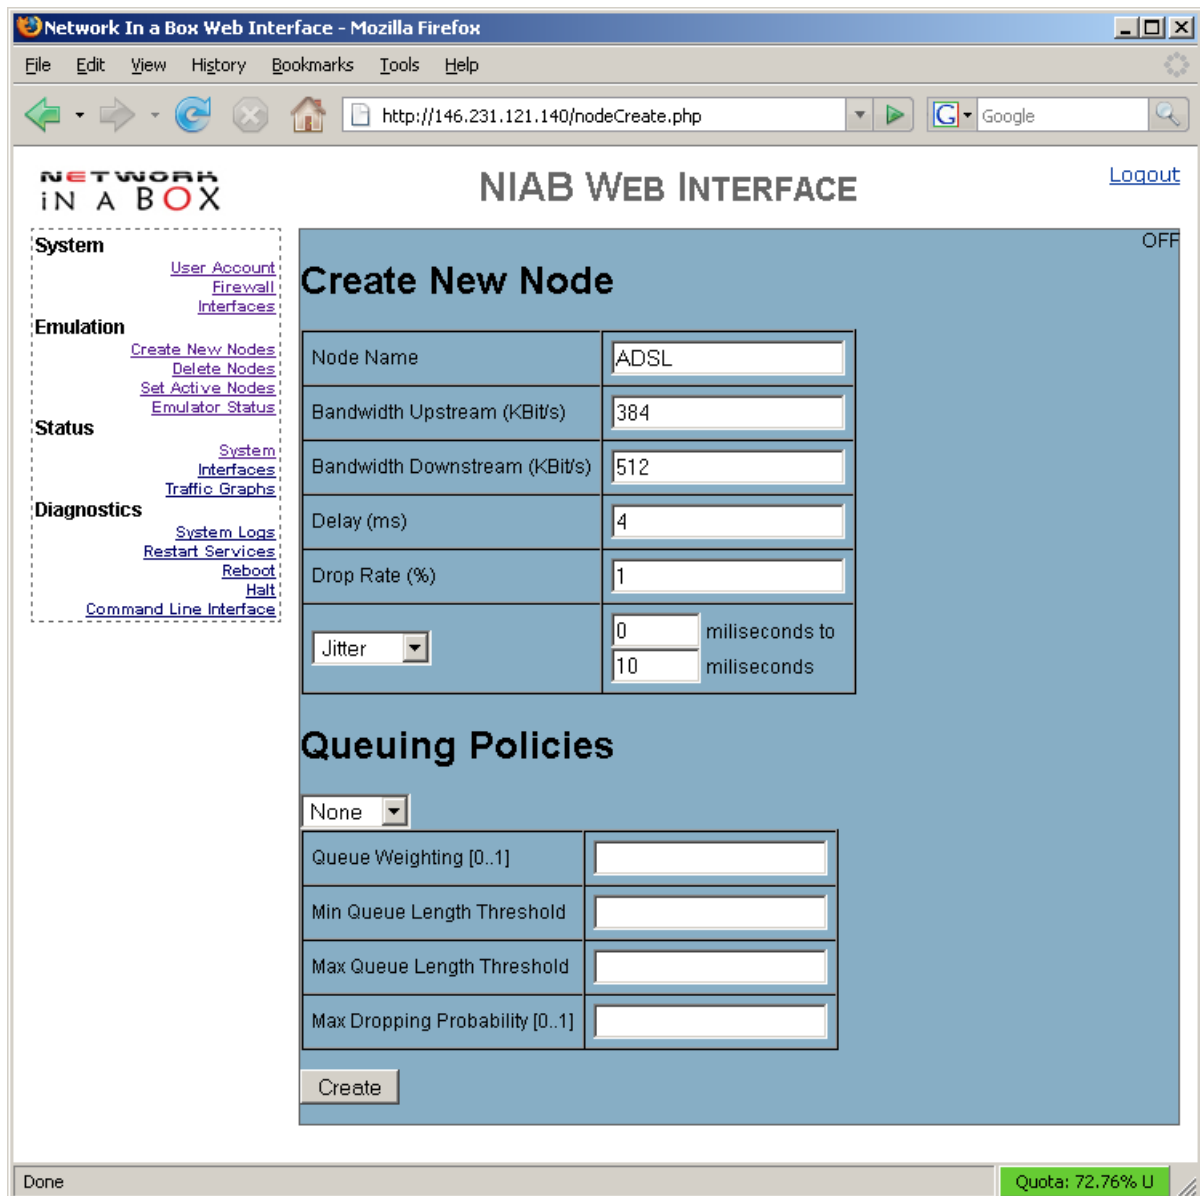 Network In a Box Web Interface - Mozilla Firefox
File Edit View History Bookmarks Tools Help
http://146.231.121.140/nodeCreate.php
G Google
NETWORK
iN A BOX
NIAB WEB INTERFACE
Logout
System
User Account
Firewall
Interfaces
Emulation
Create New Nodes
Delete Nodes
Set Active Nodes
Emulator Status
Status
System
Interfaces
Traffic Graphs
Diagnostics
System Logs
Restart Services
Reboot
Halt
Command Line Interface
OFF
Create New Node
Node Name ADSL
Bandwidth Upstream (KBit/s) 384
Bandwidth Downstream (KBit/s) 512
Delay (ms) 4
Drop Rate (%) 1
Jitter
0 miliseconds to
10 miliseconds
Queuing Policies
None
Queue Weighting [0..1]
Min Queue Length Threshold
Max Queue Length Threshold
Max Dropping Probability [0..1]
Create
Done
Quota: 72.76% U